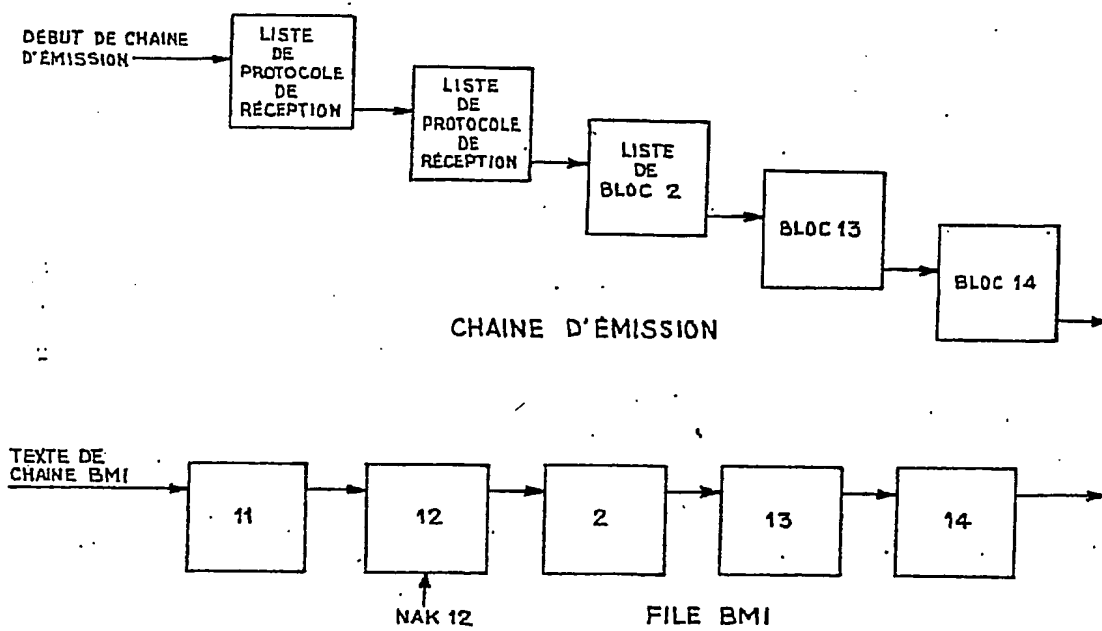 DÉBUT DE CHAINE
D'ÉMISSION
LISTE
DE
PROTOCOLE
DE
RÉCEPTION
LISTE
DE
PROTOCOLE
DE
RÉCEPTION
LISTE
DE
BLOC 2
BLOC 13
BLOC 14
CHAINE D'ÉMISSION
TEXTE DE
CHAINE BMI
11
12
2
13
14
NAK 12
FILE BMI